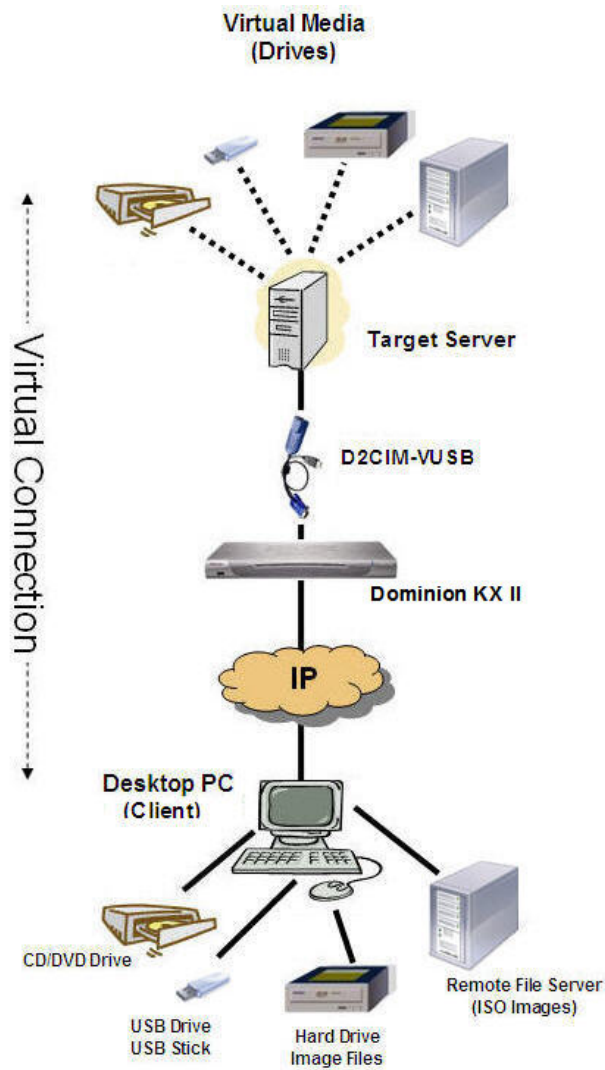 Virtual Media
(Drives)
Virtual Connection
Target Server
D2CIM-VUSB
Dominion KX II
IP
Desktop PC
(Client)
CD/DVD Drive
USB Drive
USB Stick
Hard Drive
Image Files
Remote File Server
(ISO Images)